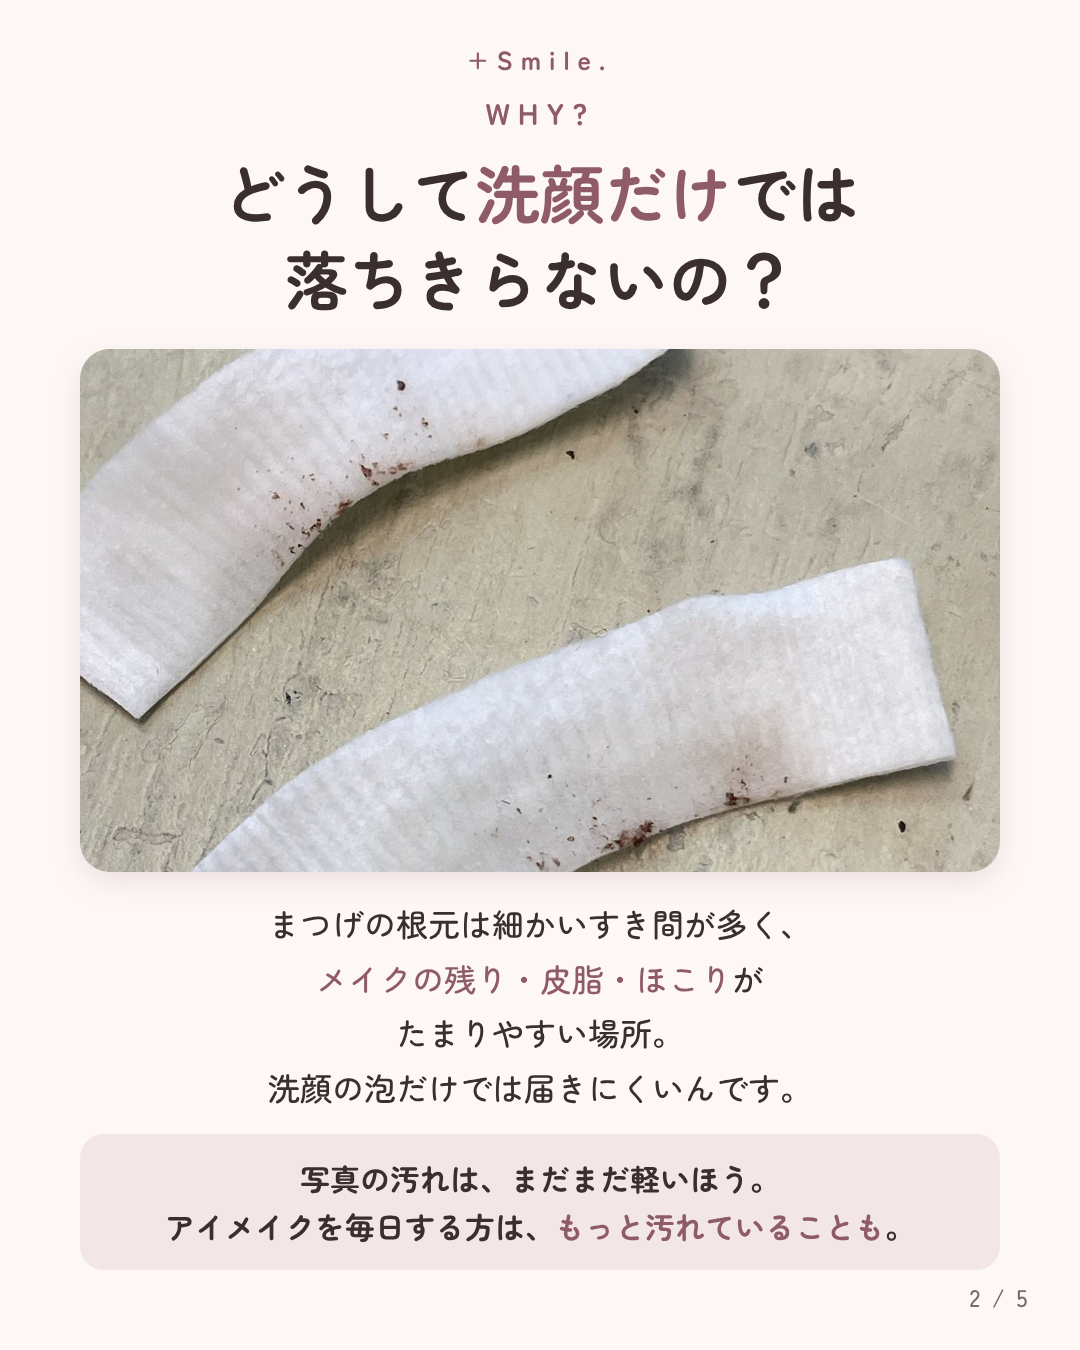 +Smile.
WHY?
どうして洗顔だけでは
落ちきらないの？
まつげの根元は細かいすき間が多く、
メイクの残り・皮脂・ほこりが
たまりやすい場所。
洗顔の泡だけでは届きにくいんです。
写真の汚れは、まだまだ軽いほう。
アイメイクを毎日する方は、もっと汚れていることも。
2 / 5